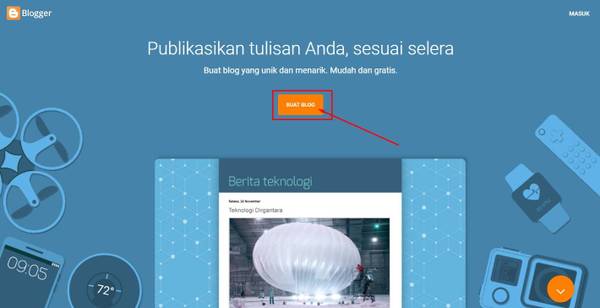 Blogger
MASUK
Publikasikan tulisan Anda, sesuai selera
Buat blog yang unik dan menarik. Mudah dan gratis.
BUAT BLOG
Berita teknologi
Selasa, 10 November
Teknologi Dirgantara
09:05
72°